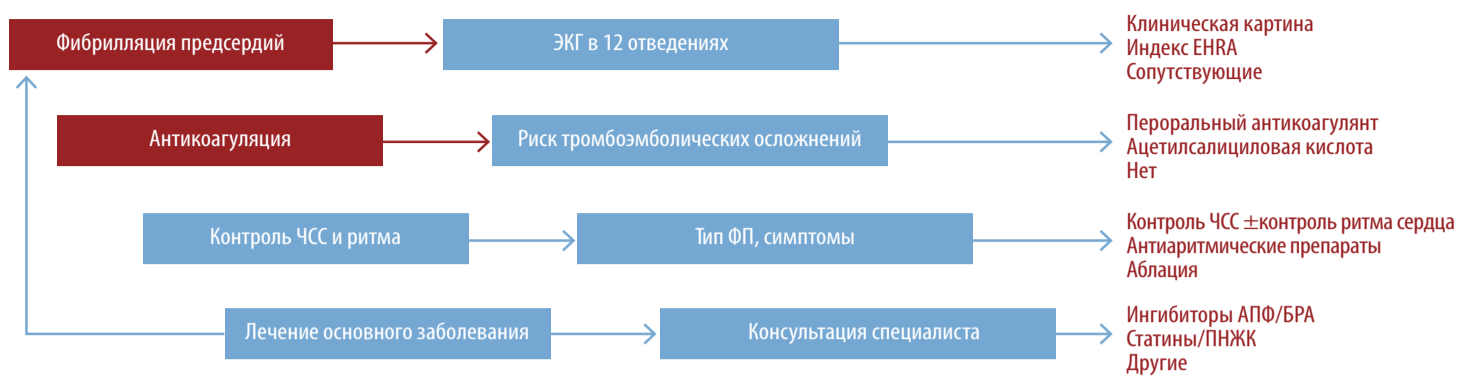 Фибрилляция предсердий
ЭКГ в 12 отведениях
Клиническая картина
Индекс EHRA
Сопутствующие
Антикоагуляция
Риск тромбоэмболических осложнений
Пероральный антикоагулянт
Ацетилсалициловая кислота
Нет
Контроль ЧСС и ритма
Тип ФП, симптомы
Контроль ЧСС ±контроль ритма сердца
Антиаритмические препараты
Аблация
Лечение основного заболевания
Консультация специалиста
Ингибиторы АПФ/БРА
Статины/ПНЖК
Другие